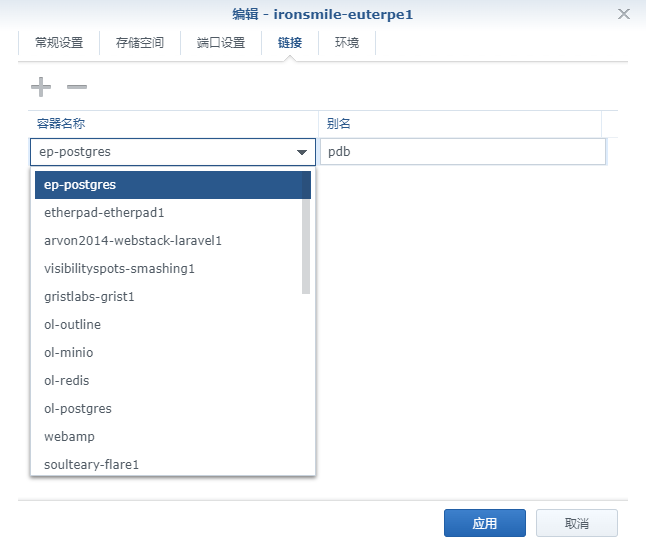 编辑 - ironsmile-euterpe1
常规设置 存储空间 端口设置 链接 环境
容器名称 别名
ep-postgres pdb
ep-postgres
etherpad-etherpad1
arvon2014-webstack-laravel1
visibilityspots-smashing1
gristlabs-grist1
ol-outline
ol-minio
ol-redis
ol-postgres
webamp
soulteary-flare1
应用 取消